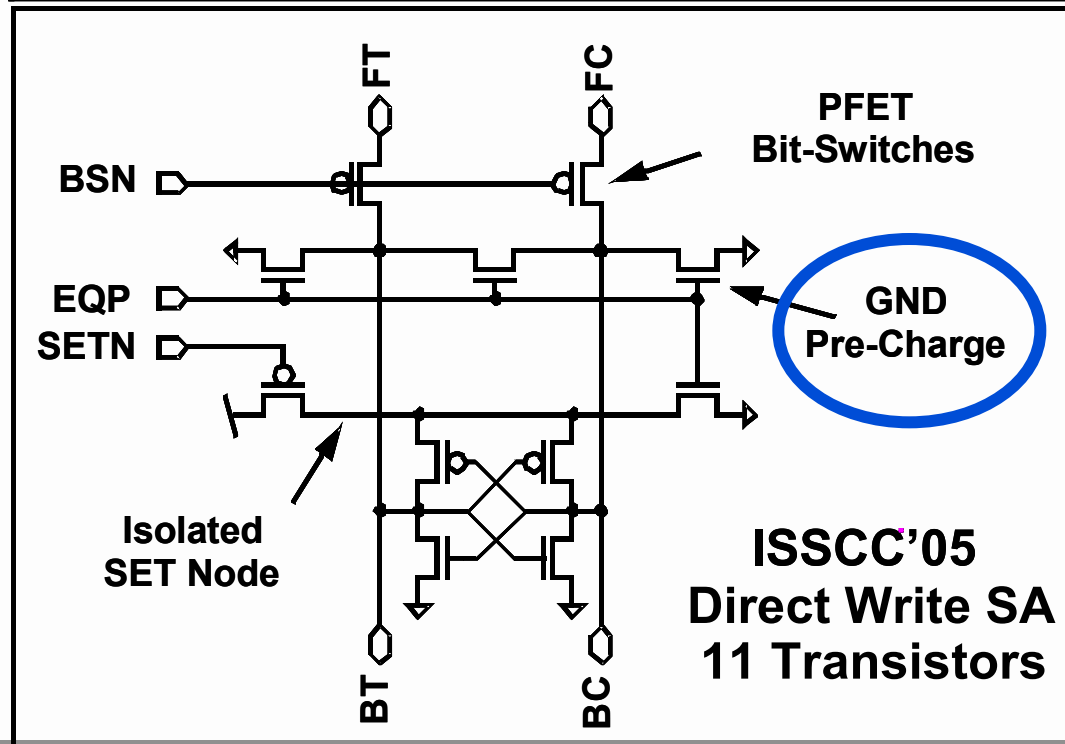 FT
FC
PFET
Bit-Switches
BSN
EQP
GND
Pre-Charge
SETN
Isolated
SET Node
ISSCC’05
Direct Write SA
11 Transistors
BT
BC